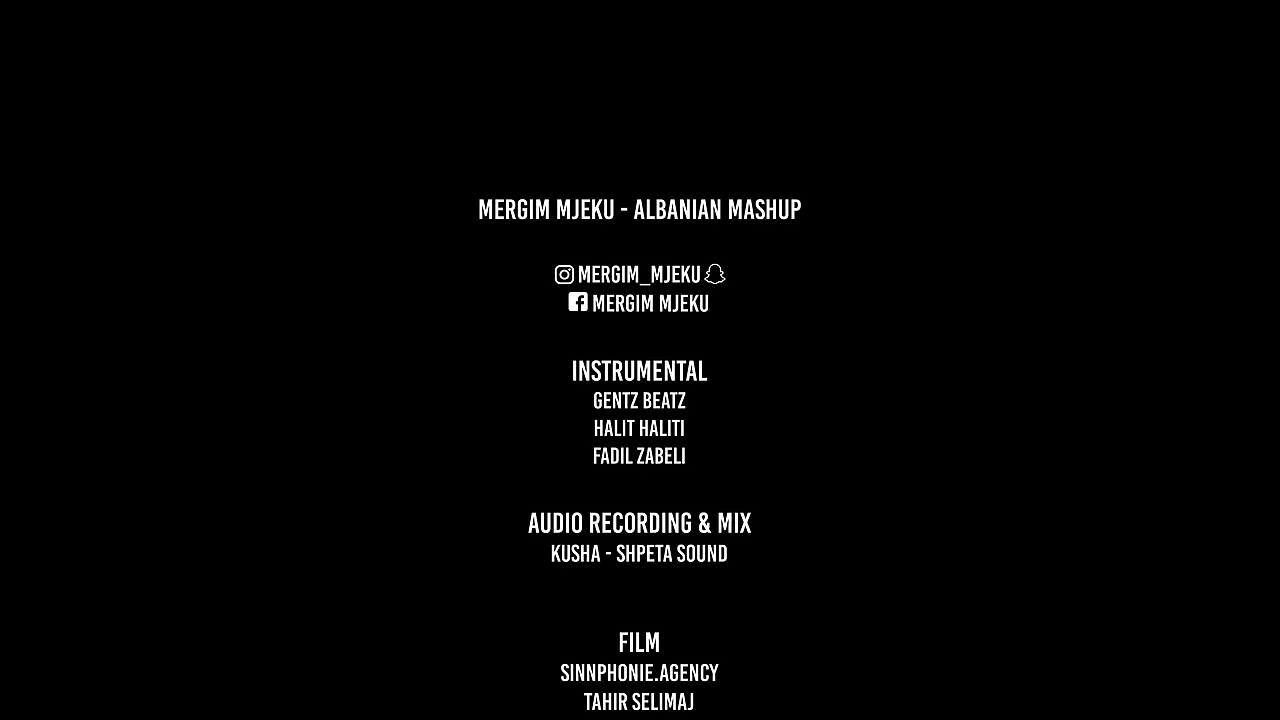 MERGIM MJEKU - ALBANIAN MASHUP
MERGIM_MJEKU
MERGIM MJEKU
INSTRUMENTAL
GENTZ BEATZ
HALIT HALITI
FADIL ZABELI
AUDIO RECORDING & MIX
KUSHA - SHPETA SOUND
FILM
SINNPHONIE.AGENCY
TAHIR SELIMAJ